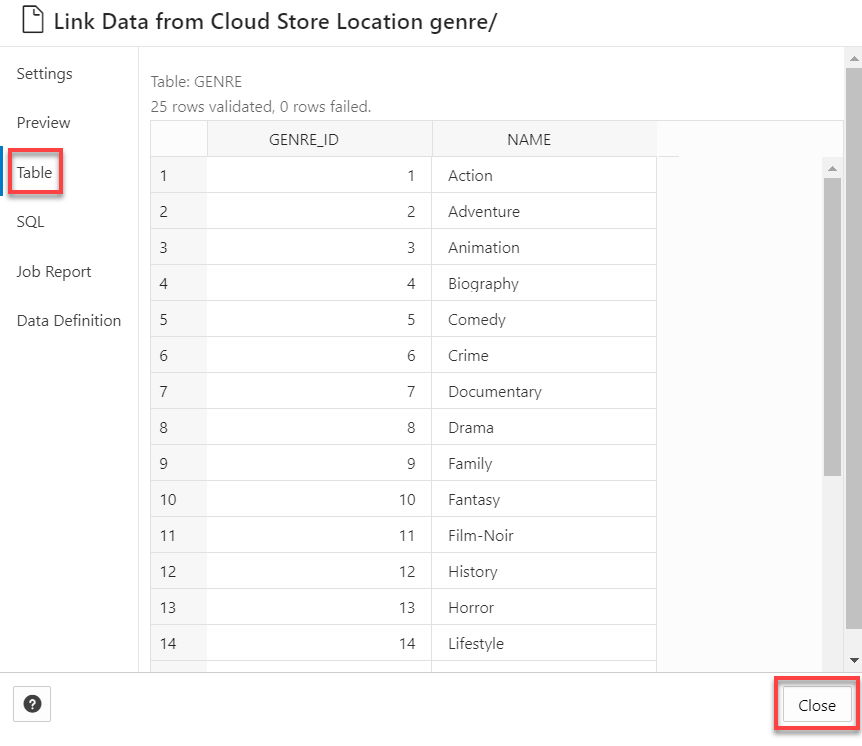 Link Data from Cloud Store Location genre/
Settings
Preview
Table
SQL
Job Report
Data Definition
Table: GENRE
25 rows validated, 0 rows failed.
GENRE_ID NAME
1 1 Action
2 2 Adventure
3 3 Animation
4 4 Biography
5 5 Comedy
6 6 Crime
7 7 Documentary
8 8 Drama
9 9 Family
10 10 Fantasy
11 11 Film-Noir
12 12 History
13 13 Horror
14 14 Lifestyle
?
Close